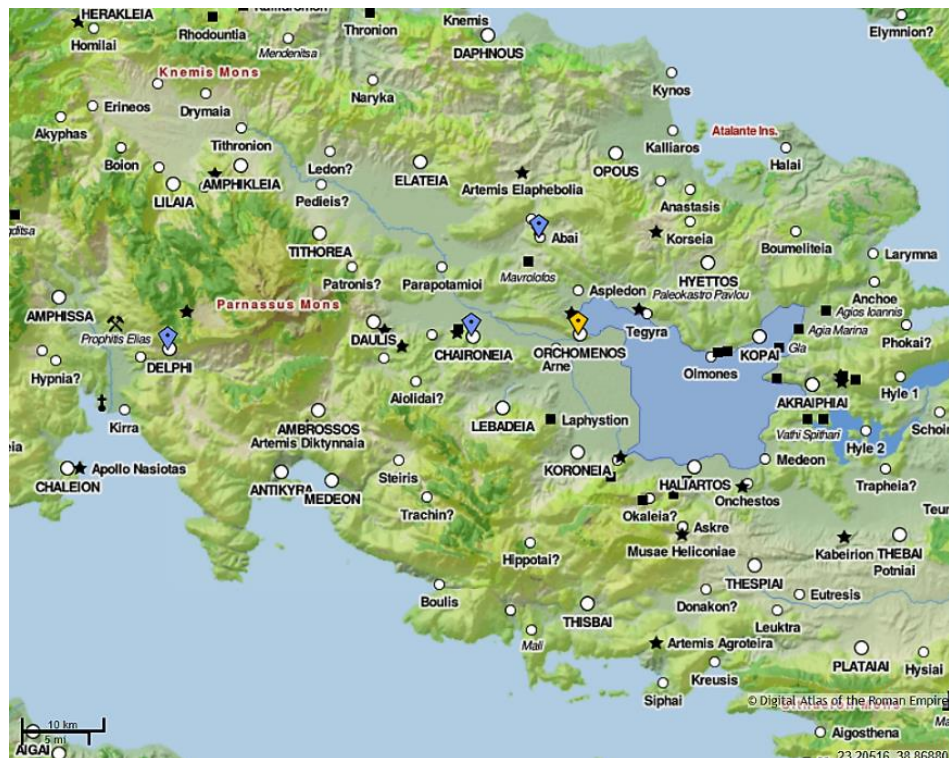 HERAKLEIA
Homilai
Rhodountia
Mendenitsa
Thronion
Knemis
DAPHNOUS
Elymnion?
Knemis Mons
Erineos
Drymaia
Naryka
Kynos
Akyphas
Tithronion
Kalliaros
Atalante Ins.
Halai
Boion
AMPHIKLEIA
LILAIA
Ledon?
Pedieis?
ELATEIA
Artemis Elaphebolia
OPOUS
Anastasis
TITHOREA
Abai
Korseia
Boumeliteia
Larymna
Patronis?
Parapotamioi
Mavrolofos
HYETTOS
Paleokastro Pavlou
Anchoe
Agios Ioannis
AMPHISSA
Parnassus Mons
Aspledon
Tegyra
Agia Marina
Phokai?
Prophitis Elias
DELPHI
DAULIS
CHAIRONEIA
ORCHOMENOS
Arne
Olmones
KOPAI
Gla
Hypnia?
Aiolidai?
AKRAIPHIAI
Hyle 1
Kirra
AMBROSSOS
Artemis Diktynnaia
LEBADEIA
Laphystion
Vathi Spithari
Hyle 2
CHALEION
Apollo Nasiotas
ANTIKYRA
MEDEON
Steiris
KORONEIA
HALIARTOS
Medeon
Trapheia?
Trachin?
Okaleia?
Onchestos
Askre
Musae Heliconiae
Hippotai?
Kabeirion
THEBAI
Potniai
THESPIAI
Boulis
THISBAI
Donakon?
Eutresis
Leuktra
Mali
Artemis Agroteira
Kreusis
PLATAIAI
Hysiai
Siphai
© Digital Atlas of the Roman Empire
10 km
5 mi
AIGAI
Aigosthena
23.20516, 38.86880